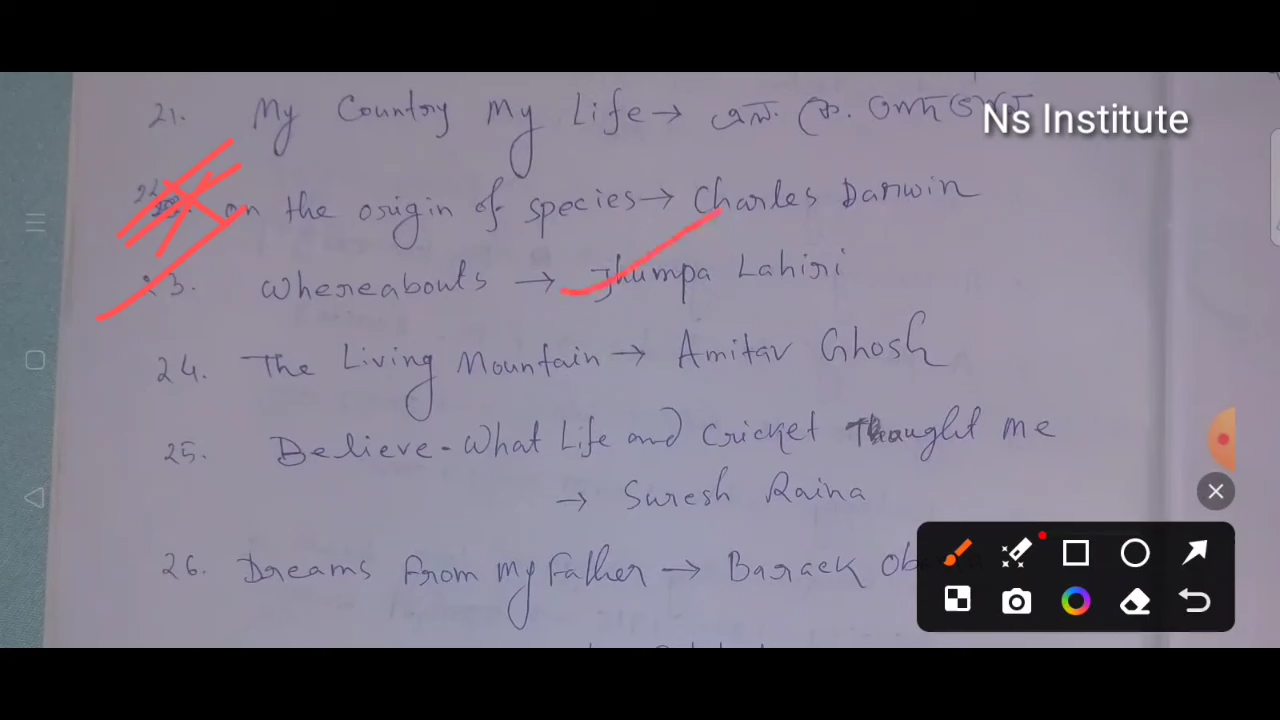 21. My Country My Life → এল. কে.
Ns Institute
22. on the origin of species → Charles Darwin
23. Whereabouts → Jhumpa Lahiri
24. The Living Mountain → Amitav Ghosh
25. Believe - What Life and Cricket Thaught Me
→ Suresh Raina
26. Dreams from my Father → Barack